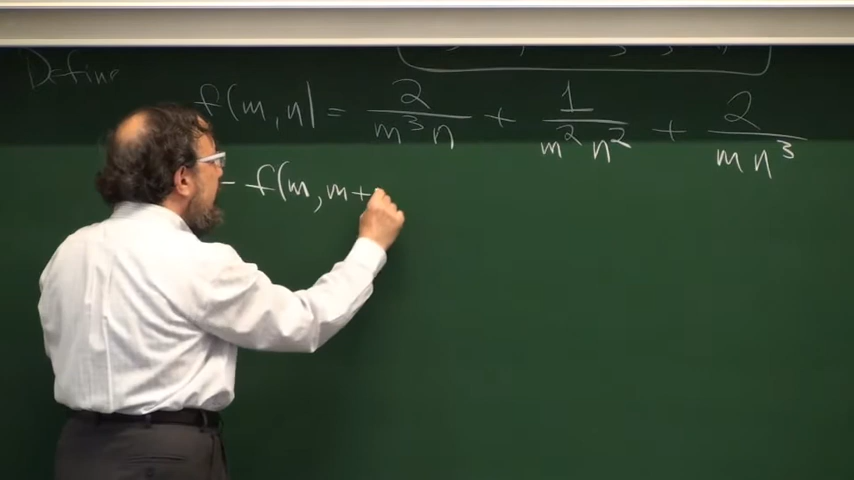 Define
f(m,n) = 2/(m³n) + 1/(m²n²) + 2/(mn³)
- f(m, m+